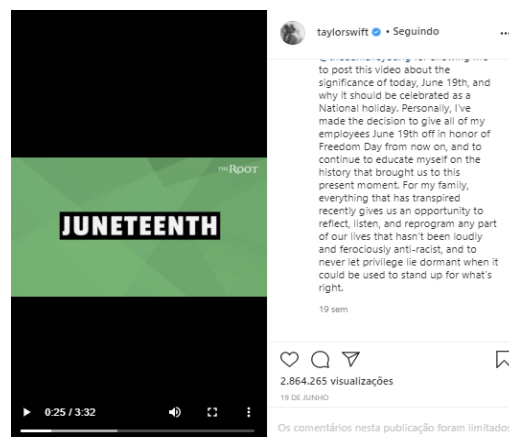 THE ROOT
JUNETEENTH
0:25 / 3:32
taylorswift • Seguindo
for allowing me
to post this video about the
significance of today, June 19th, and
why it should be celebrated as a
National holiday. Personally, I've
made the decision to give all of my
employees June 19th off in honor of
Freedom Day from now on, and to
continue to educate myself on the
history that brought us to this
present moment. For my family,
everything that has transpired
recently gives us an opportunity to
reflect, listen, and reprogram any part
of our lives that hasn't been loudly
and ferociously anti-racist, and to
never let privilege lie dormant when it
could be used to stand up for what's
right.
19 sem
2.864.265 visualizações
19 DE JUNHO
Os comentários nesta publicação foram limitados